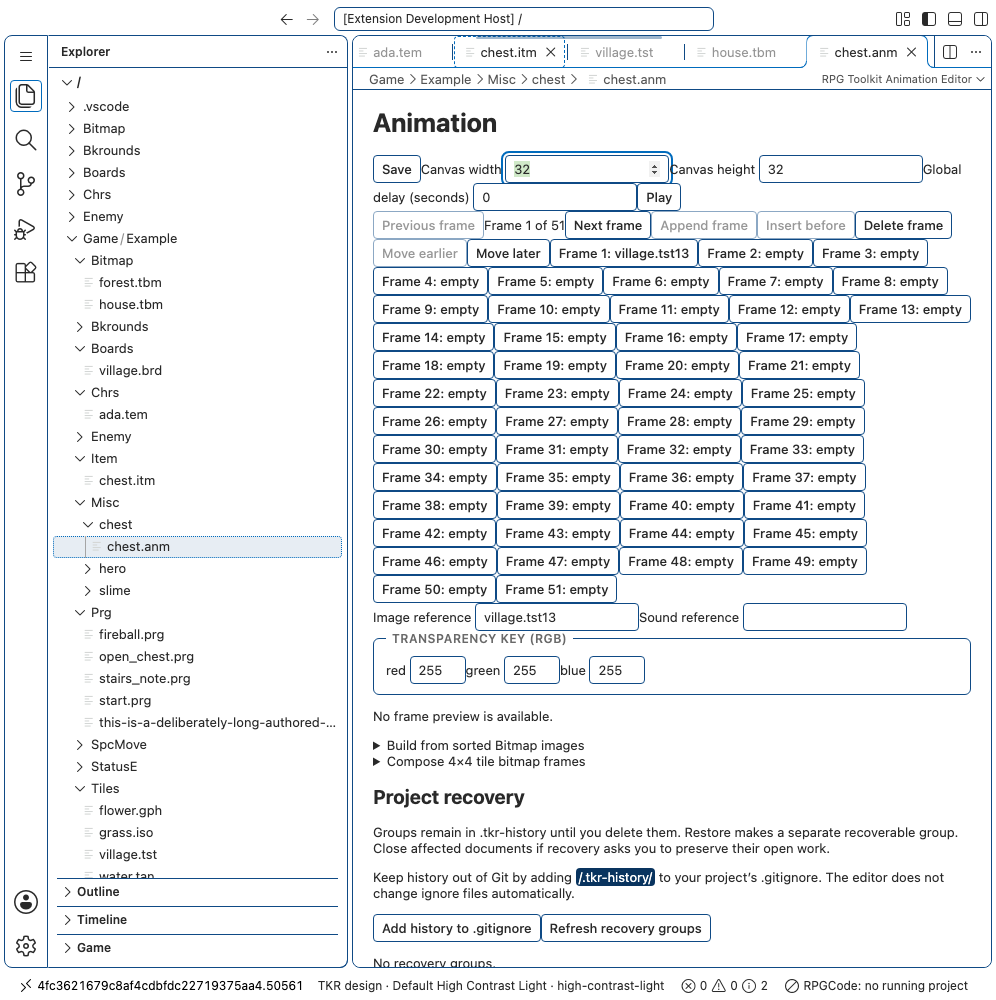 [Extension Development Host] /
Explorer
/
.vscode
Bitmap
Bkrounds
Boards
Chrs
Enemy
Game / Example
Bitmap
forest.tbm
house.tbm
Bkrounds
Boards
village.brd
Chrs
ada.tem
Enemy
Item
chest.itm
Misc
chest
chest.anm
hero
slime
Prg
fireball.prg
open_chest.prg
stairs_note.prg
start.prg
this-is-a-deliberately-long-authored-...
SpcMove
StatusE
Tiles
flower.gph
grass.iso
village.tst
water.tan
Outline
Timeline
Game
ada.tem chest.itm village.tst house.tbm chest.anm
Game > Example > Misc > chest > chest.anm RPG Toolkit Animation Editor
Animation
Save Canvas width 32 Canvas height 32 Global
delay (seconds) 0 Play
Previous frame Frame 1 of 51 Next frame Append frame Insert before Delete frame
Move earlier Move later Frame 1: village.tst13 Frame 2: empty Frame 3: empty
Frame 4: empty Frame 5: empty Frame 6: empty Frame 7: empty Frame 8: empty
Frame 9: empty Frame 10: empty Frame 11: empty Frame 12: empty Frame 13: empty
Frame 14: empty Frame 15: empty Frame 16: empty Frame 17: empty
Frame 18: empty Frame 19: empty Frame 20: empty Frame 21: empty
Frame 22: empty Frame 23: empty Frame 24: empty Frame 25: empty
Frame 26: empty Frame 27: empty Frame 28: empty Frame 29: empty
Frame 30: empty Frame 31: empty Frame 32: empty Frame 33: empty
Frame 34: empty Frame 35: empty Frame 36: empty Frame 37: empty
Frame 38: empty Frame 39: empty Frame 40: empty Frame 41: empty
Frame 42: empty Frame 43: empty Frame 44: empty Frame 45: empty
Frame 46: empty Frame 47: empty Frame 48: empty Frame 49: empty
Frame 50: empty Frame 51: empty
Image reference village.tst13 Sound reference
TRANSPARENCY KEY (RGB)
red 255 green 255 blue 255
No frame preview is available.
Build from sorted Bitmap images
Compose 4×4 tile bitmap frames
Project recovery
Groups remain in .tkr-history until you delete them. Restore makes a separate recoverable group.
Close affected documents if recovery asks you to preserve their open work.
Keep history out of Git by adding /.tkr-history/ to your project's .gitignore. The editor does not
change ignore files automatically.
Add history to .gitignore Refresh recovery groups
No recovery groups.
4fc3621679c8af4cdbfdc22719375aa4.50561 TKR design · Default High Contrast Light · high-contrast-light 0 0 2 RPGCode: no running project